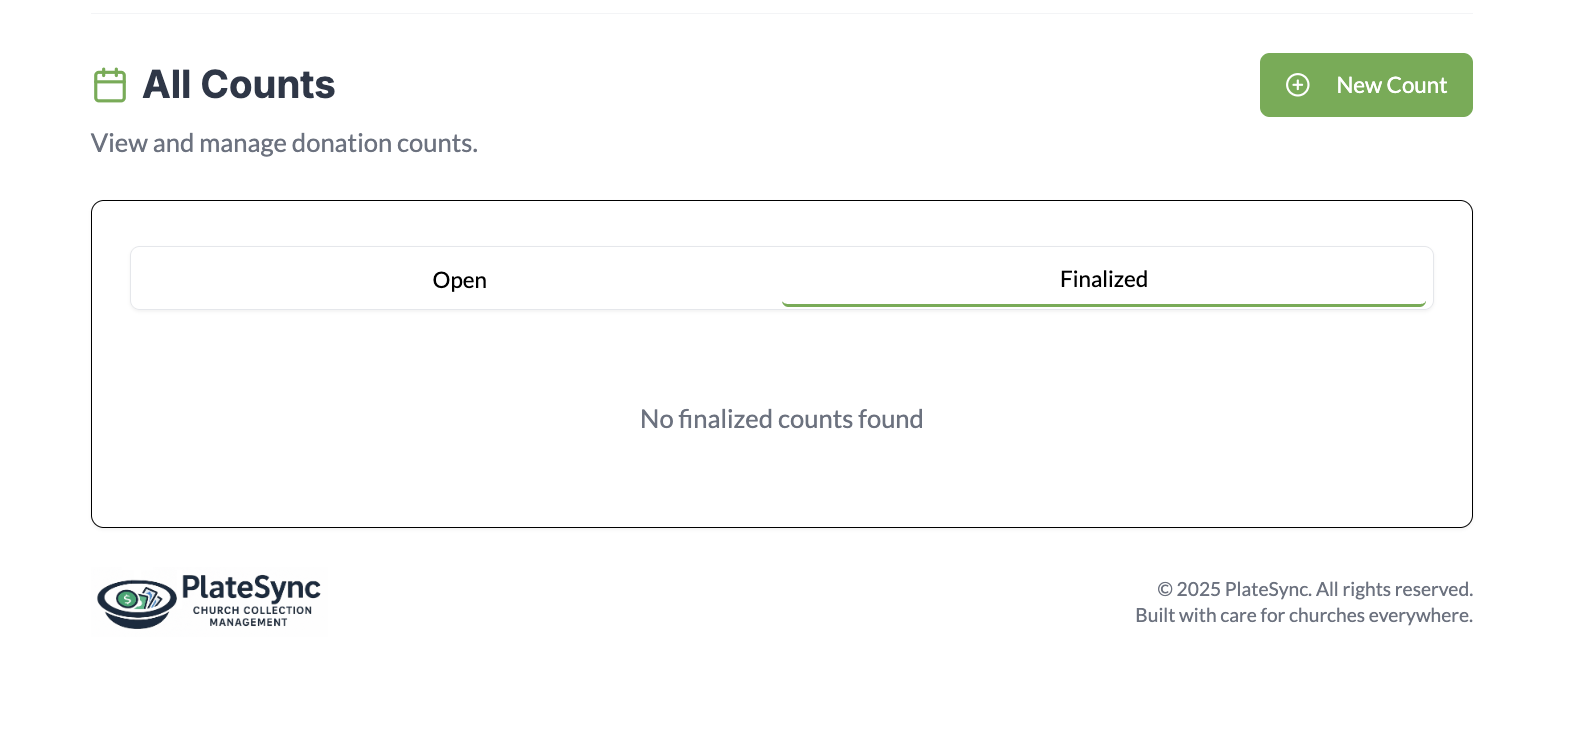 All Counts
New Count
View and manage donation counts.
Open
Finalized
No finalized counts found
$
PlateSync
CHURCH COLLECTION
MANAGEMENT
© 2025 PlateSync. All rights reserved.
Built with care for churches everywhere.